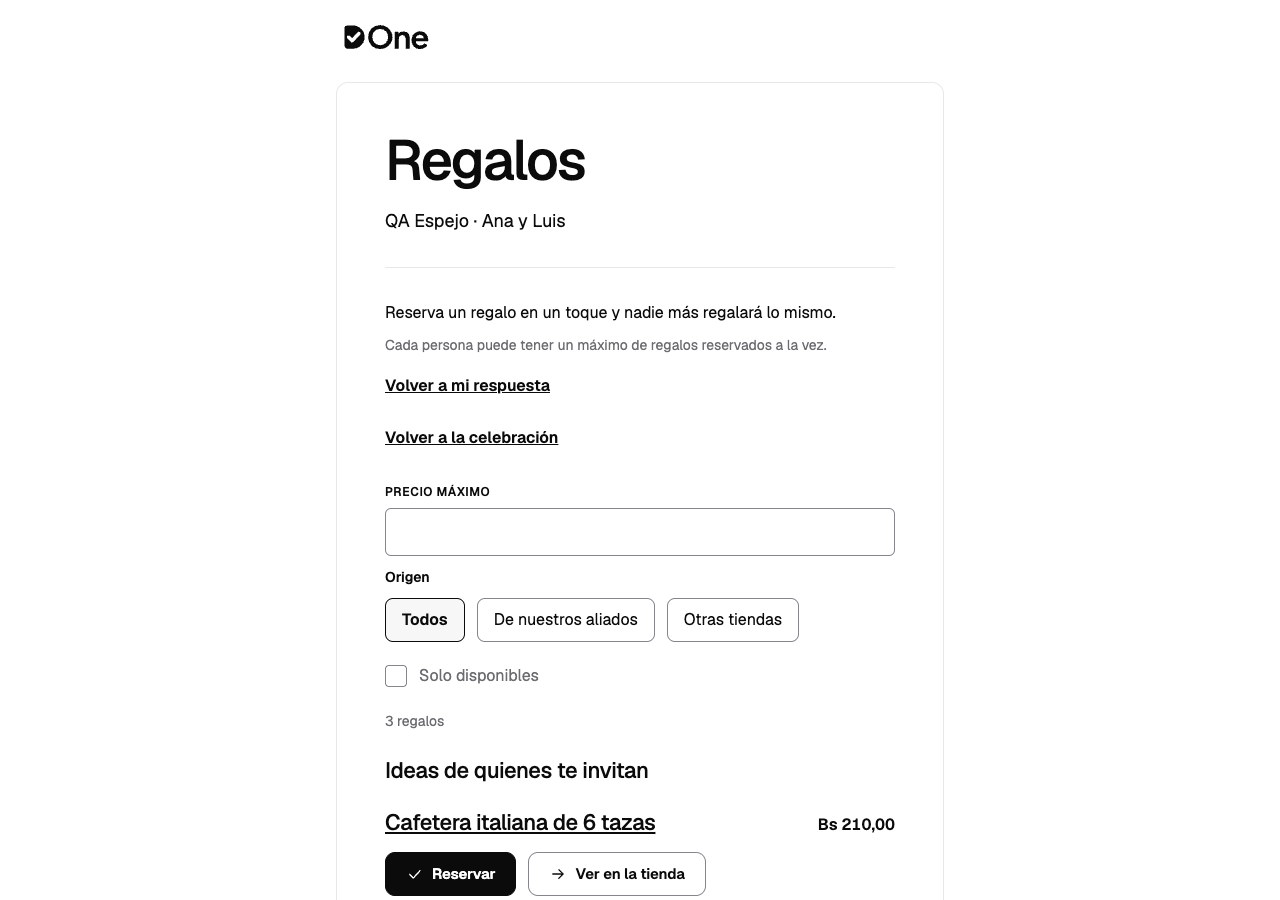 One
Regalos
QA Espejo · Ana y Luis
Reserva un regalo en un toque y nadie más regalará lo mismo.
Cada persona puede tener un máximo de regalos reservados a la vez.
Volver a mi respuesta
Volver a la celebración
PRECIO MÁXIMO
Origen
Todos De nuestros aliados Otras tiendas
Solo disponibles
3 regalos
Ideas de quienes te invitan
Cafetera italiana de 6 tazas Bs 210,00
Reservar Ver en la tienda